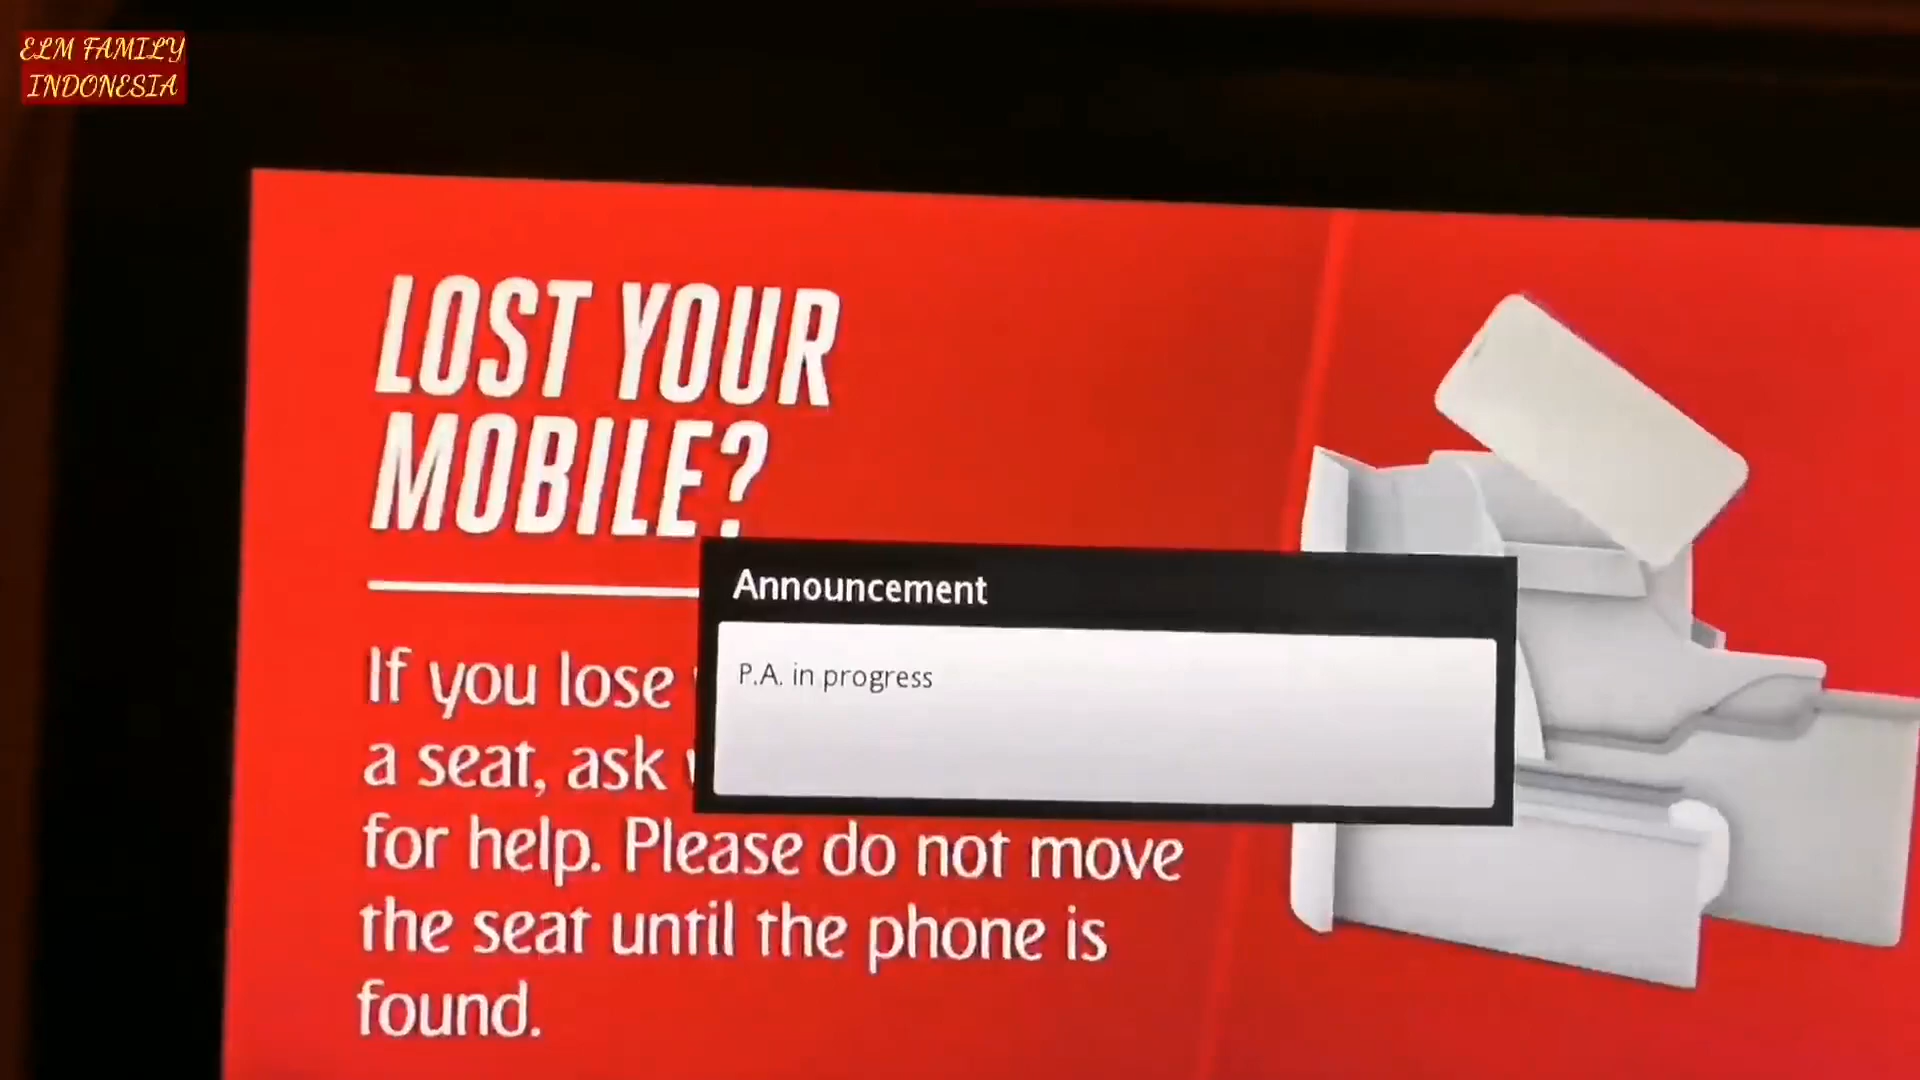 ELM FAMILY
INDONESIA
LOST YOUR
MOBILE?
Announcement
P.A. in progress
If you lose
a seat, ask
for help. Please do not move
the seat until the phone is
found.